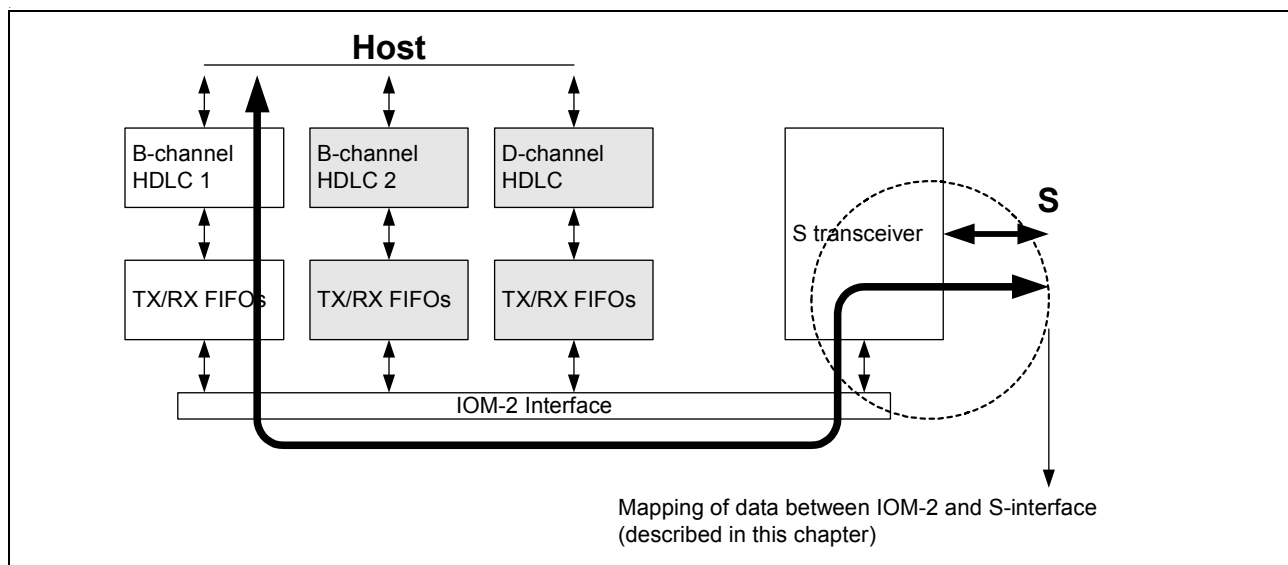 Host
B-channel
HDLC 1
B-channel
HDLC 2
D-channel
HDLC
S
S transceiver
TX/RX FIFOs
TX/RX FIFOs
TX/RX FIFOs
IOM-2 Interface
Mapping of data between IOM-2 and S-interface
(described in this chapter)